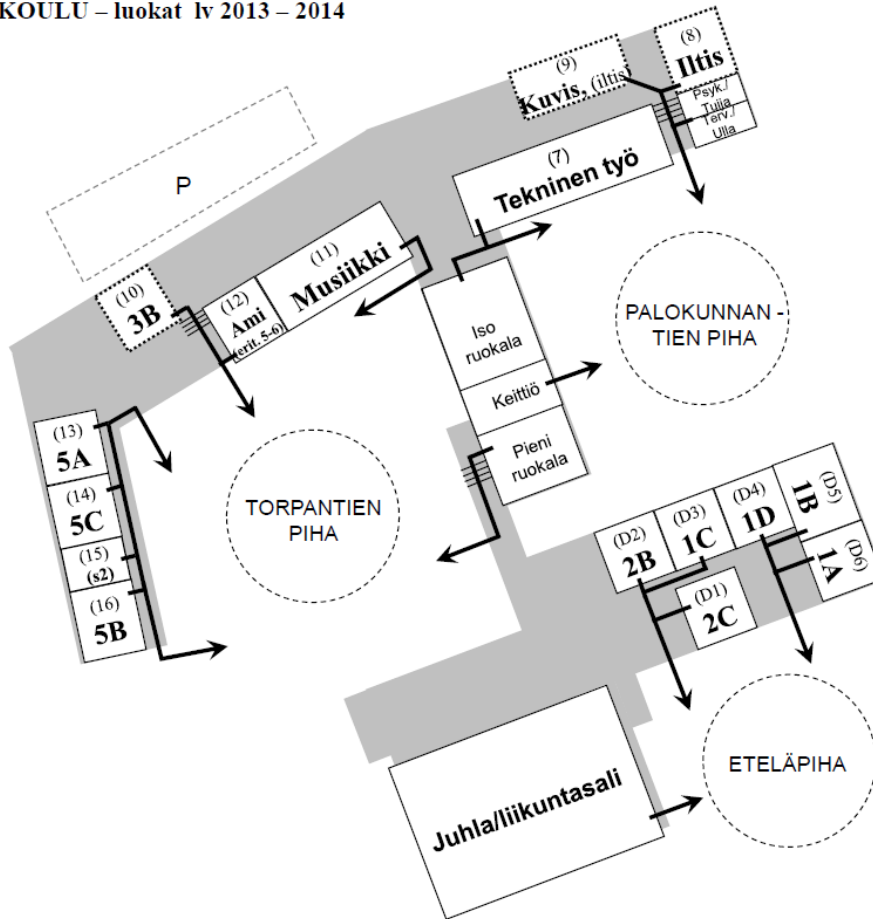 KOULU – luokat lv 2013 – 2014
(8)
Iltis
Psyk./
Tuija
Terv./
Ulla
(9)
Kuvis, (iltis)
(7)
Tekninen työ
P
(10)
3B
(12)
Ami
(erit. 5-6)
(11)
Musiikki
Iso
ruokala
Keittiö
Pieni
ruokala
PALOKUNNAN -
TIEN PIHA
(13)
5A
(14)
5C
(15)
(s2)
(16)
5B
TORPANTIEN
PIHA
(D2)
2B
(D3)
1C
(D4)
1D
(D5)
1B
(D6)
1A
(D1)
2C
ETELÄPIHA
Juhla/liikuntasali